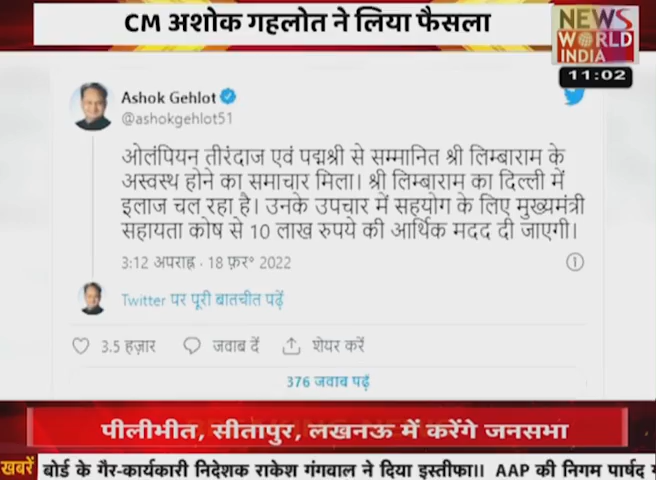 CM अशोक गहलोत ने लिया फैसला
NEWS
WORLD
INDIA
11:02
Ashok Gehlot
@ashokgehlot51
ओलंपियन तीरंदाज एवं पद्मश्री से सम्मानित श्री लिम्बाराम के
अस्वस्थ होने का समाचार मिला। श्री लिम्बाराम का दिल्ली में
इलाज चल रहा है। उनके उपचार में सहयोग के लिए मुख्यमंत्री
सहायता कोष से 10 लाख रुपये की आर्थिक मदद दी जाएगी।
3:12 अपराह्न · 18 फ़र॰ 2022
Twitter पर पूरी बातचीत पढ़ें
3.5 हज़ार जवाब दें शेयर करें
376 जवाब पढ़ें
पीलीभीत, सीतापुर, लखनऊ में करेंगे जनसभा
खबरें बोर्ड के गैर-कार्यकारी निदेशक राकेश गंगवाल ने दिया इस्तीफा।। AAP की निगम पार्षद